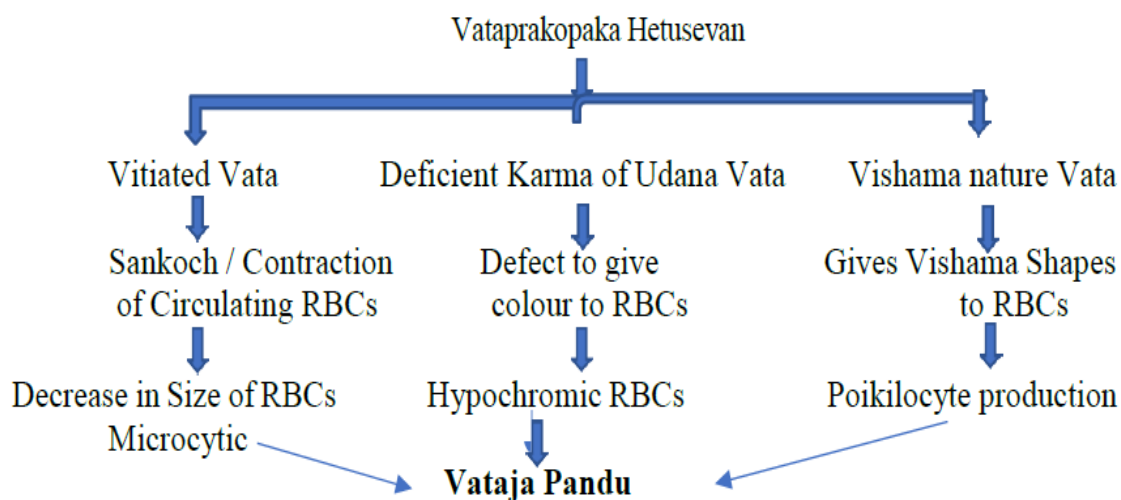 Vataprakopaka Hetusevan
Vitiated Vata
Deficient Karma of Udana Vata
Vishama nature Vata
Sankoch / Contraction
of Circulating RBCs
Defect to give
colour to RBCs
Gives Vishama Shapes
to RBCs
Decrease in Size of RBCs
Microcytic
Hypochromic RBCs
Poikilocyte production
Vataja Pandu